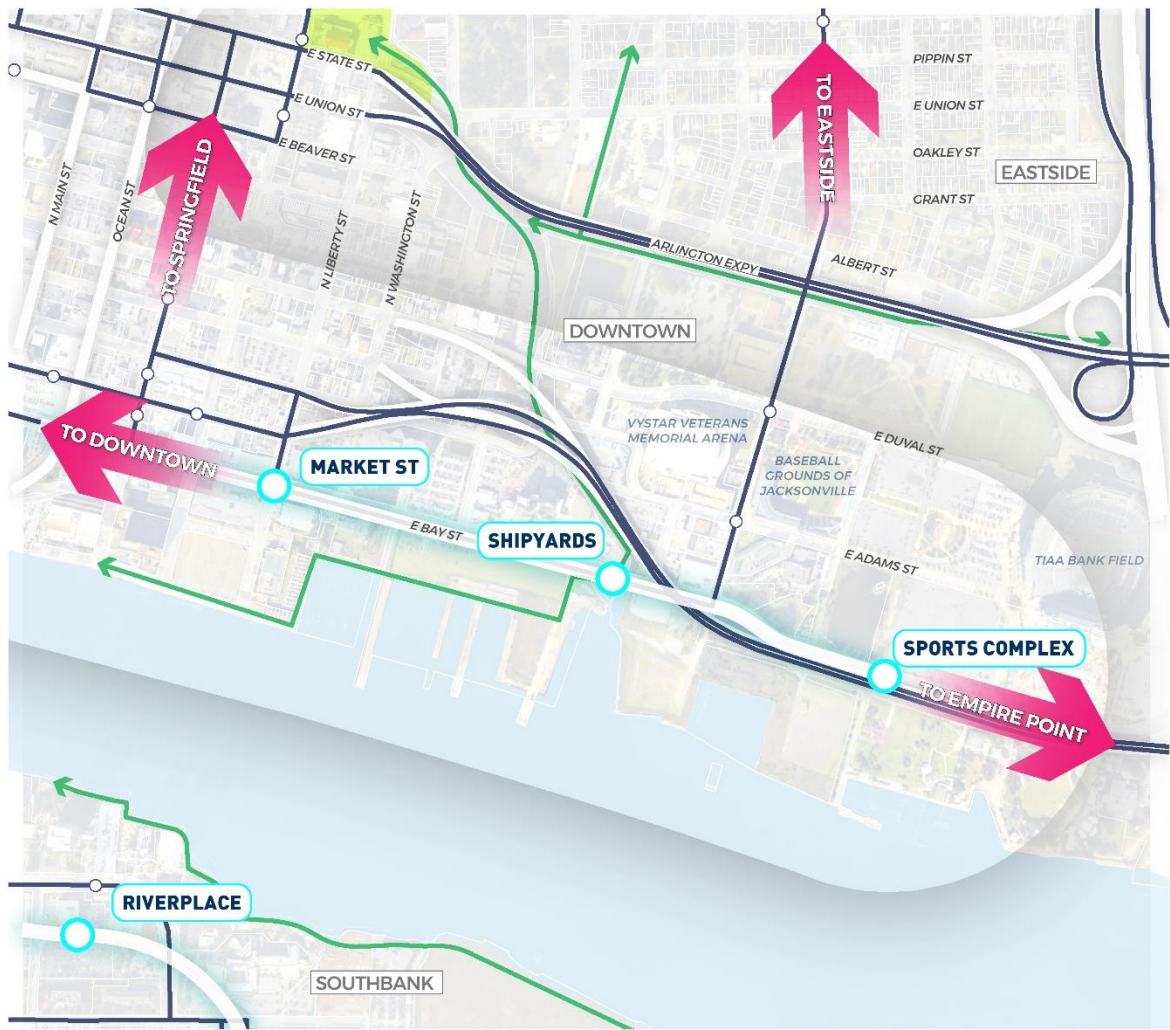 E STATE ST
E UNION ST
E BEAVER ST
N MAIN ST
OCEAN ST
TO SPRINGFIELD
N LIBERTY ST
N WASHINGTON ST
TO EASTSIDE
PIPPIN ST
E UNION ST
OAKLEY ST
EASTSIDE
GRANT ST
ARLINGTON EXPY
ALBERT ST
DOWNTOWN
VYSTAR VETERANS
MEMORIAL ARENA
E DUVAL ST
BASEBALL
GROUNDS OF
JACKSONVILLE
TO DOWNTOWN
MARKET ST
E BAY ST
SHIPYARDS
E ADAMS ST
TIAA BANK FIELD
SPORTS COMPLEX
TO EMPIRE POINT
RIVERPLACE
SOUTHBANK